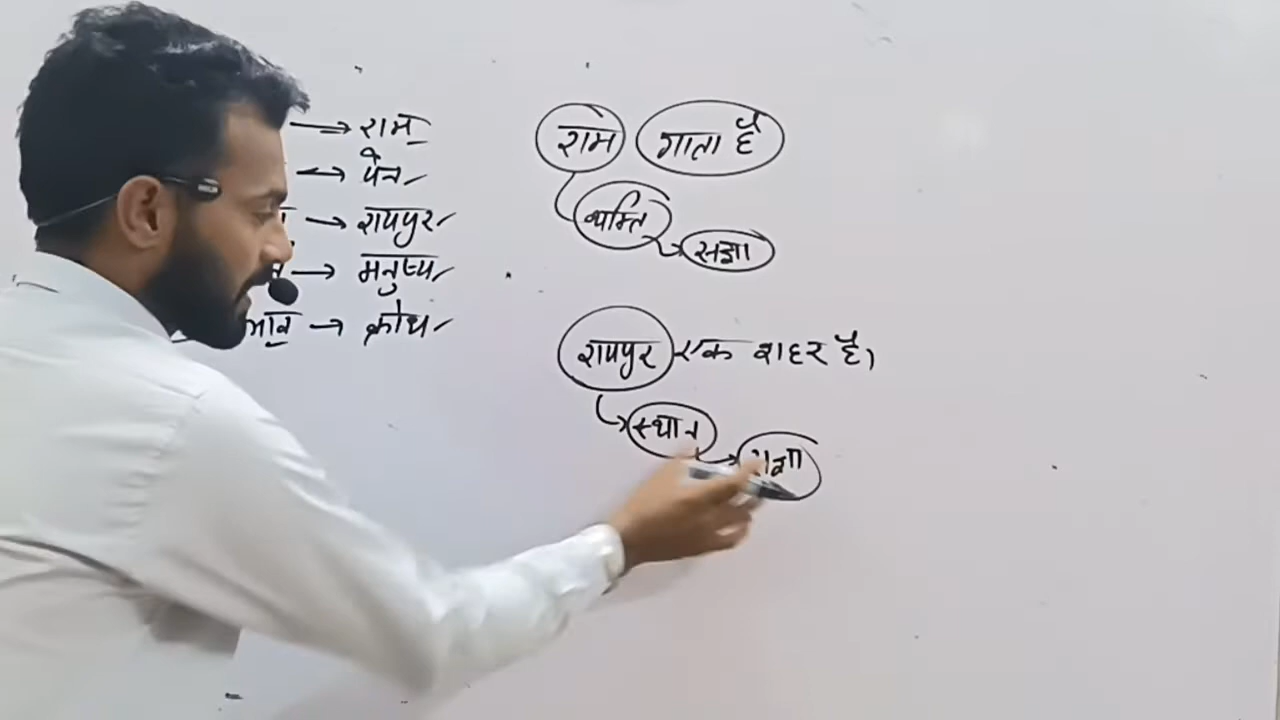 → राम
→ पेन
→ रायपुर
→ मनुष्य
भाव → क्रोध
राम गाता है
व्यक्ति
संज्ञा
रायपुर एक शहर है।
स्थान
संज्ञा